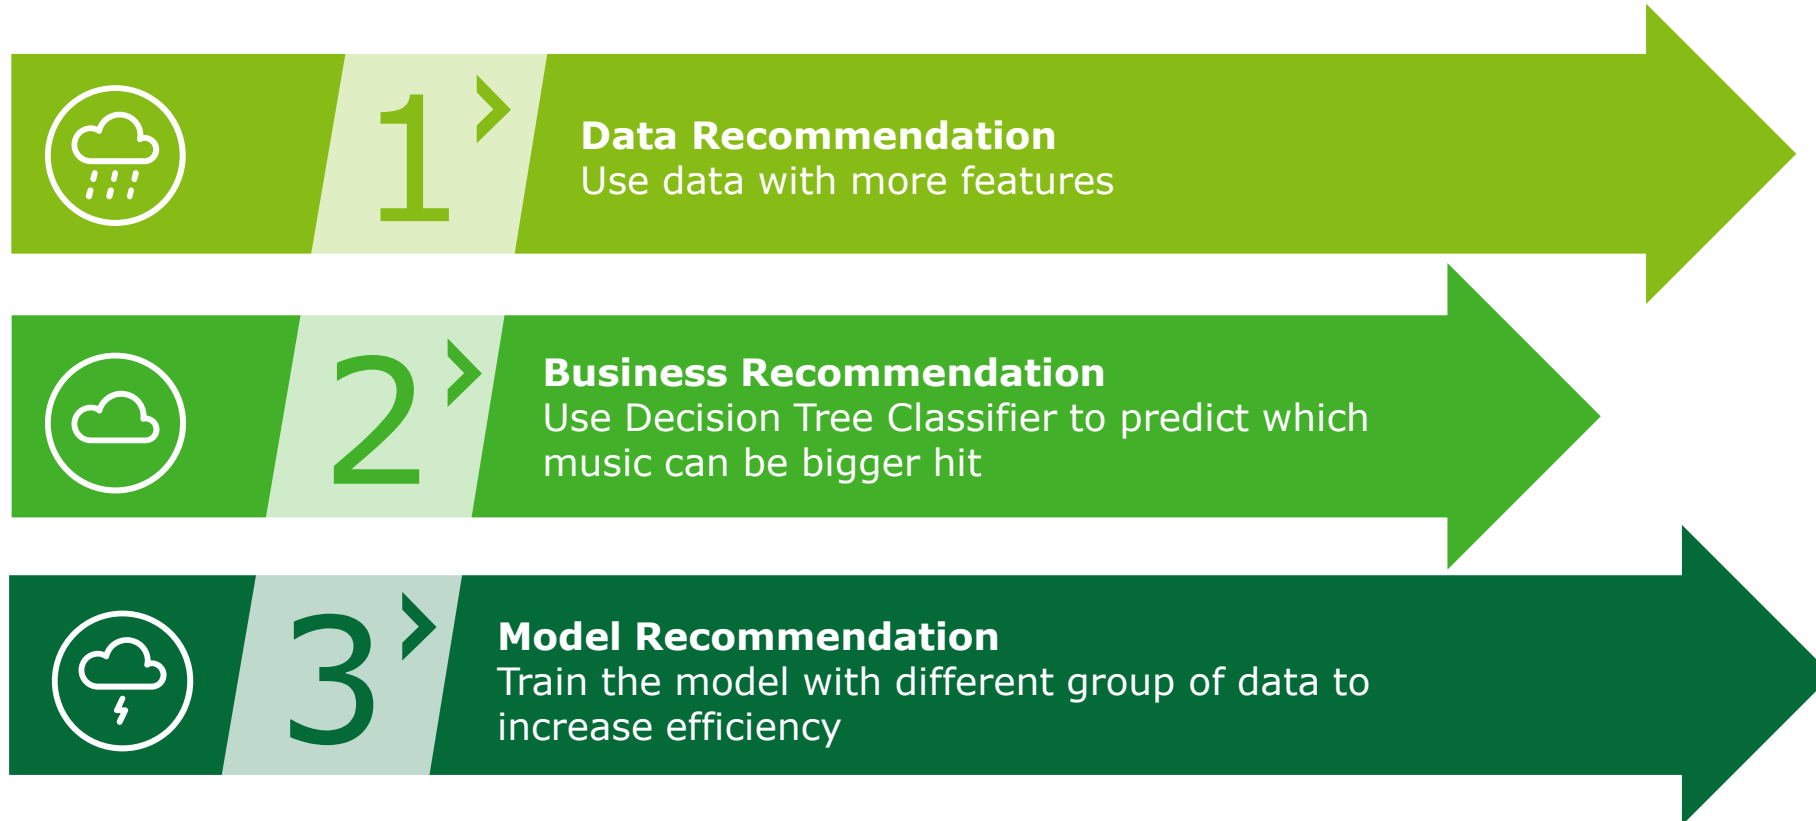 1
Data Recommendation
Use data with more features
2
Business Recommendation
Use Decision Tree Classifier to predict which
music can be bigger hit
3
Model Recommendation
Train the model with different group of data to
increase efficiency